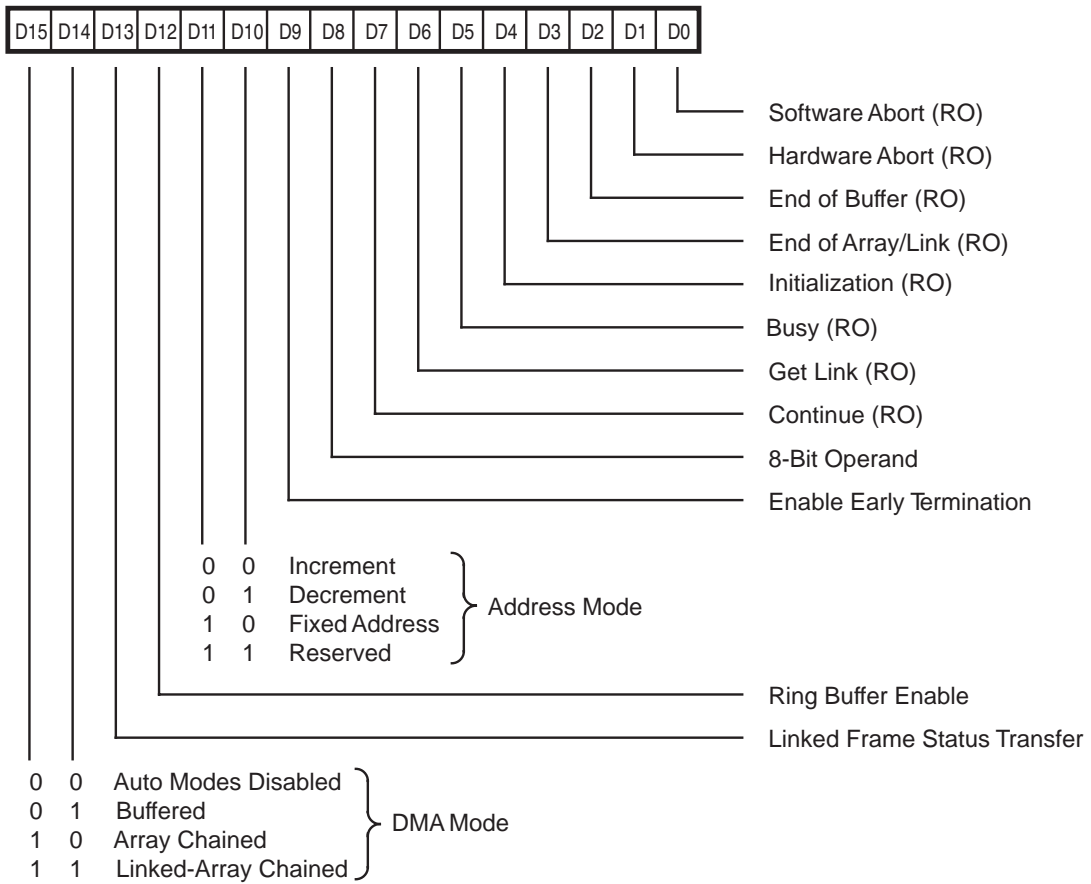 D15 D14 D13 D12 D11 D10 D9 D8 D7 D6 D5 D4 D3 D2 D1 D0
Software Abort (RO)
Hardware Abort (RO)
End of Buffer (RO)
End of Array/Link (RO)
Initialization (RO)
Busy (RO)
Get Link (RO)
Continue (RO)
8-Bit Operand
Enable Early Termination
0 0 Increment
0 1 Decrement
1 0 Fixed Address
1 1 Reserved
Address Mode
Ring Buffer Enable
Linked Frame Status Transfer
0 0 Auto Modes Disabled
0 1 Buffered
1 0 Array Chained
1 1 Linked-Array Chained
DMA Mode